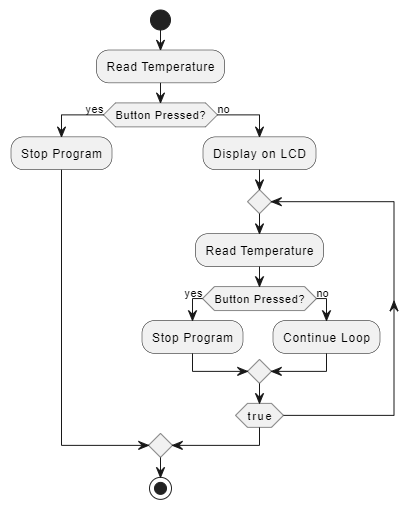 Read Temperature
yes
Button Pressed?
no
Stop Program
Display on LCD
Read Temperature
yes
Button Pressed?
no
Stop Program
Continue Loop
true